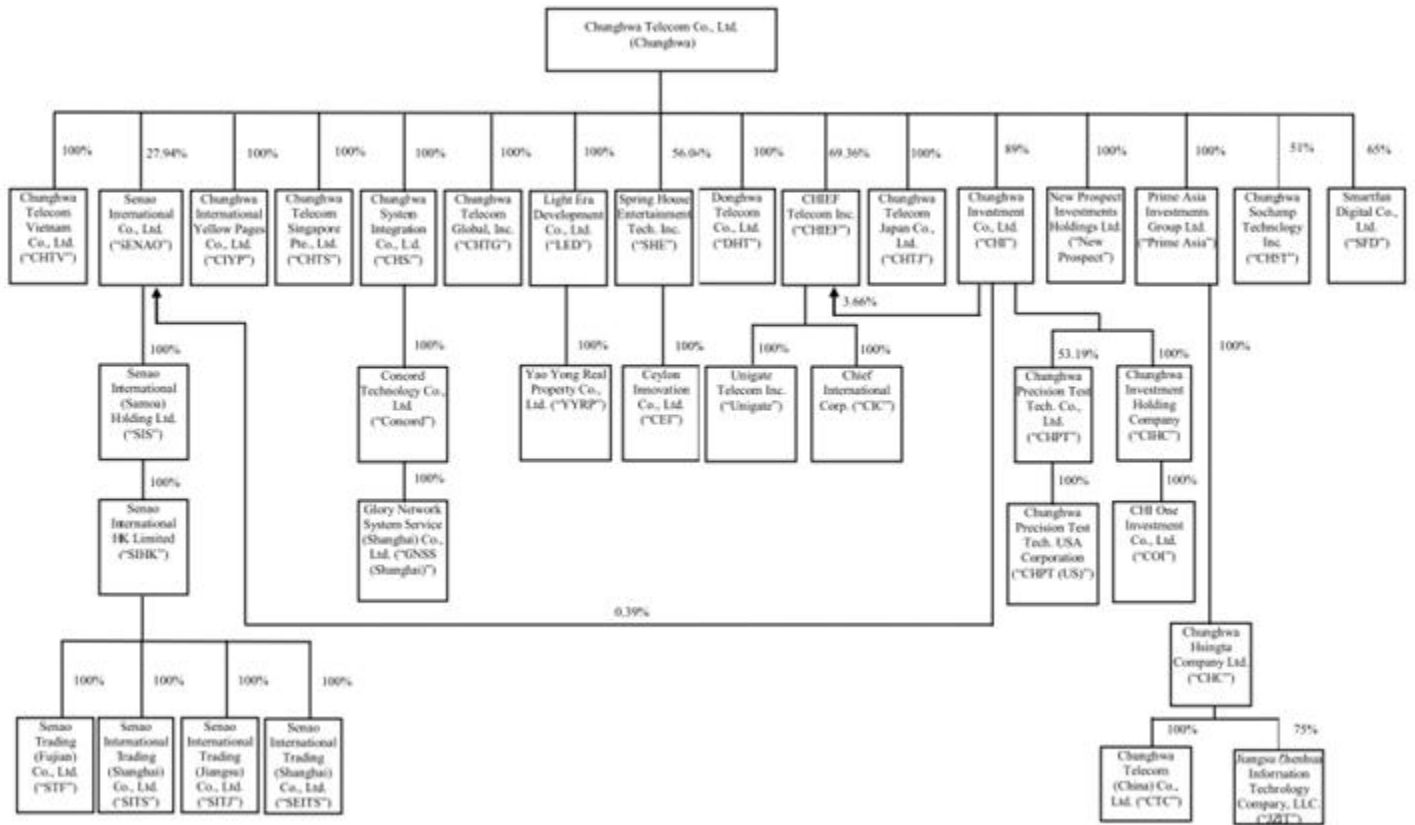 Chunghwa Telecom Co., Ltd.
(Chunghwa)
100%
27.94%
100%
100%
100%
100%
100%
56.04%
100%
69.36%
100%
89%
100%
100%
51%
65%
Chunghwa
Telecom
Vietnam
Co., Ltd.
("CHTV")
Senao
International
Co., Ltd.
("SENAO")
Chunghwa
International
Yellow Pages
Co., Ltd.
("CIYP")
Chunghwa
Telecom
Singapore
Pte., Ltd.
("CHTS")
Chunghwa
System
Integration
Co., Ltd.
("CHSI")
Chunghwa
Telecom
Global, Inc.
("CHTG")
Light Era
Development
Co., Ltd.
("LED")
Spring House
Entertainment
Tech. Inc.
("SHE")
Donghwa
Telecom
Co., Ltd.
("DHT")
CHIEF
Telecom Inc.
("CHIEF")
Chunghwa
Telecom
Japan Co.,
Ltd.
("CHTJ")
Chunghwa
Investment
Co., Ltd.
("CHI")
New Prospect
Investments
Holdings Ltd.
("New
Prospect")
Prime Asia
Investments
Group Ltd.
("Prime Asia")
Chunghwa
Sochamp
Technology
Inc.
("CHST")
Smartfun
Digital Co.,
Ltd.
("SFD")
3.66%
100%
100%
100%
100%
100%
100%
53.19%
100%
100%
Senao
International
(Samoa)
Holding Ltd.
("SIS")
Concord
Technology Co.,
Ltd.
("Concord")
Yao Yong Real
Property Co.,
Ltd. ("YYRP")
Ceylon
Innovation
Co., Ltd.
("CEI")
Unigate
Telecom Inc.
("Unigate")
Chief
International
Corp. ("CIC")
Chunghwa
Precision Test
Tech. Co.,
Ltd.
("CHPT")
Chunghwa
Investment
Holding
Company
("CIHC")
100%
100%
100%
100%
Senao
International
HK Limited
("SIHK")
Glory Network
System Service
(Shanghai) Co.,
Ltd. ("GNSS
(Shanghai)")
Chunghwa
Precision Test
Tech. USA
Corporation
("CHPT (US)")
CHI One
Investment
Co., Ltd.
("COI")
0.39%
Chunghwa
Hsingta
Company Ltd.
("CHC")
100%
100%
100%
100%
Senao
Trading
(Fujian)
Co., Ltd.
("STF")
Senao
International
Trading
(Shanghai)
Co., Ltd.
("SITS")
Senao
International
Trading
(Jiangsu)
Co., Ltd.
("SITJ")
Senao
International
Trading
(Shanghai)
Co., Ltd.
("SEITS")
100%
75%
Chunghwa
Telecom
(China) Co.,
Ltd. ("CTC")
Jiangsu Zhenhua
Information
Technology
Company, LLC.
("JZIT")